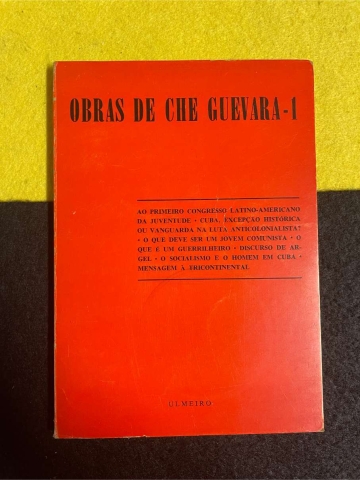 OBRAS DE CHE GUEVARA-1
AO PRIMEIRO CONGRESSO LATINO-AMERICANO
DA JUVENTUDE • CUBA, EXCEPÇÃO HISTÓRICA
OU VANGUARDA NA LUTA ANTICOLONIALISTA?
• O QUE DEVE SER UM JOVEM COMUNISTA • O
QUE É UM GUERRILHEIRO • DISCURSO DE AR-
GEL • O SOCIALISMO E O HOMEM EM CUBA •
MENSAGEM À TRICONTINENTAL
ULMEIRO